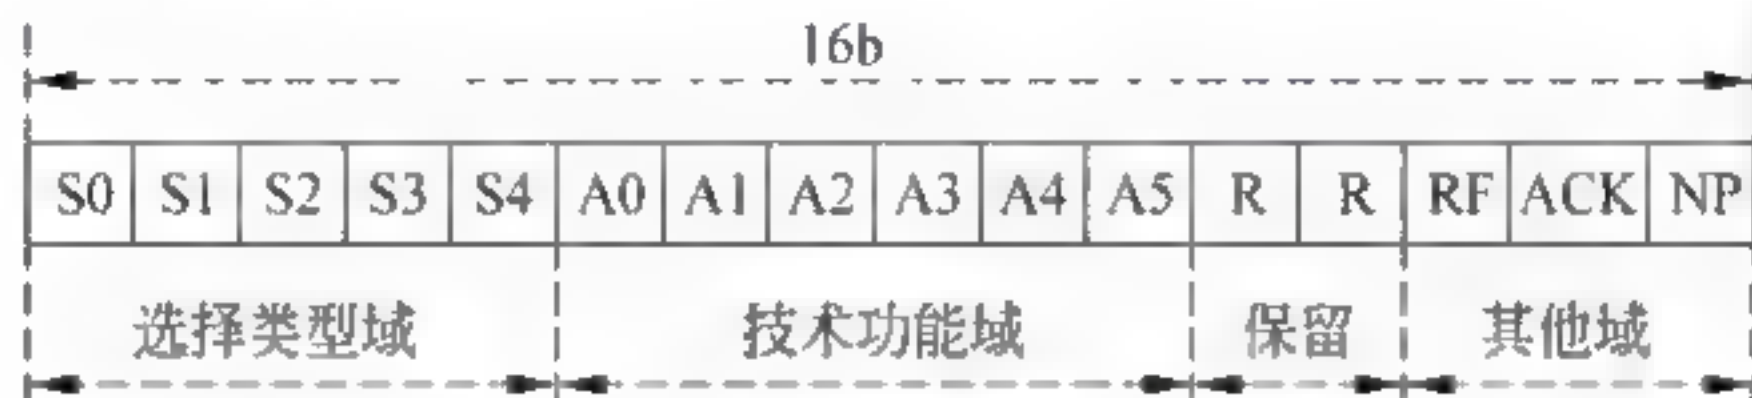 16b
S0 S1 S2 S3 S4 A0 A1 A2 A3 A4 A5 R R RF ACK NP
选择类型域 技术功能域 保留 其他域